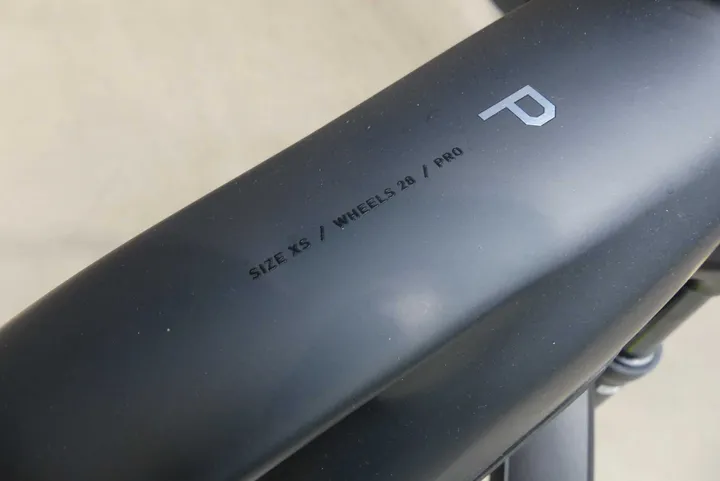 P
SIZE XS / WHEELS 28 / PRO